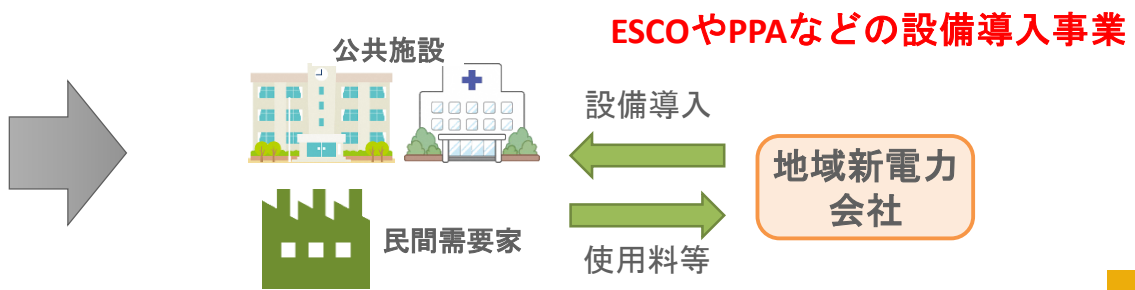 ESCOやPPAなどの設備導入事業
公共施設
設備導入
地域新電力
会社
民間需要家
使用料等